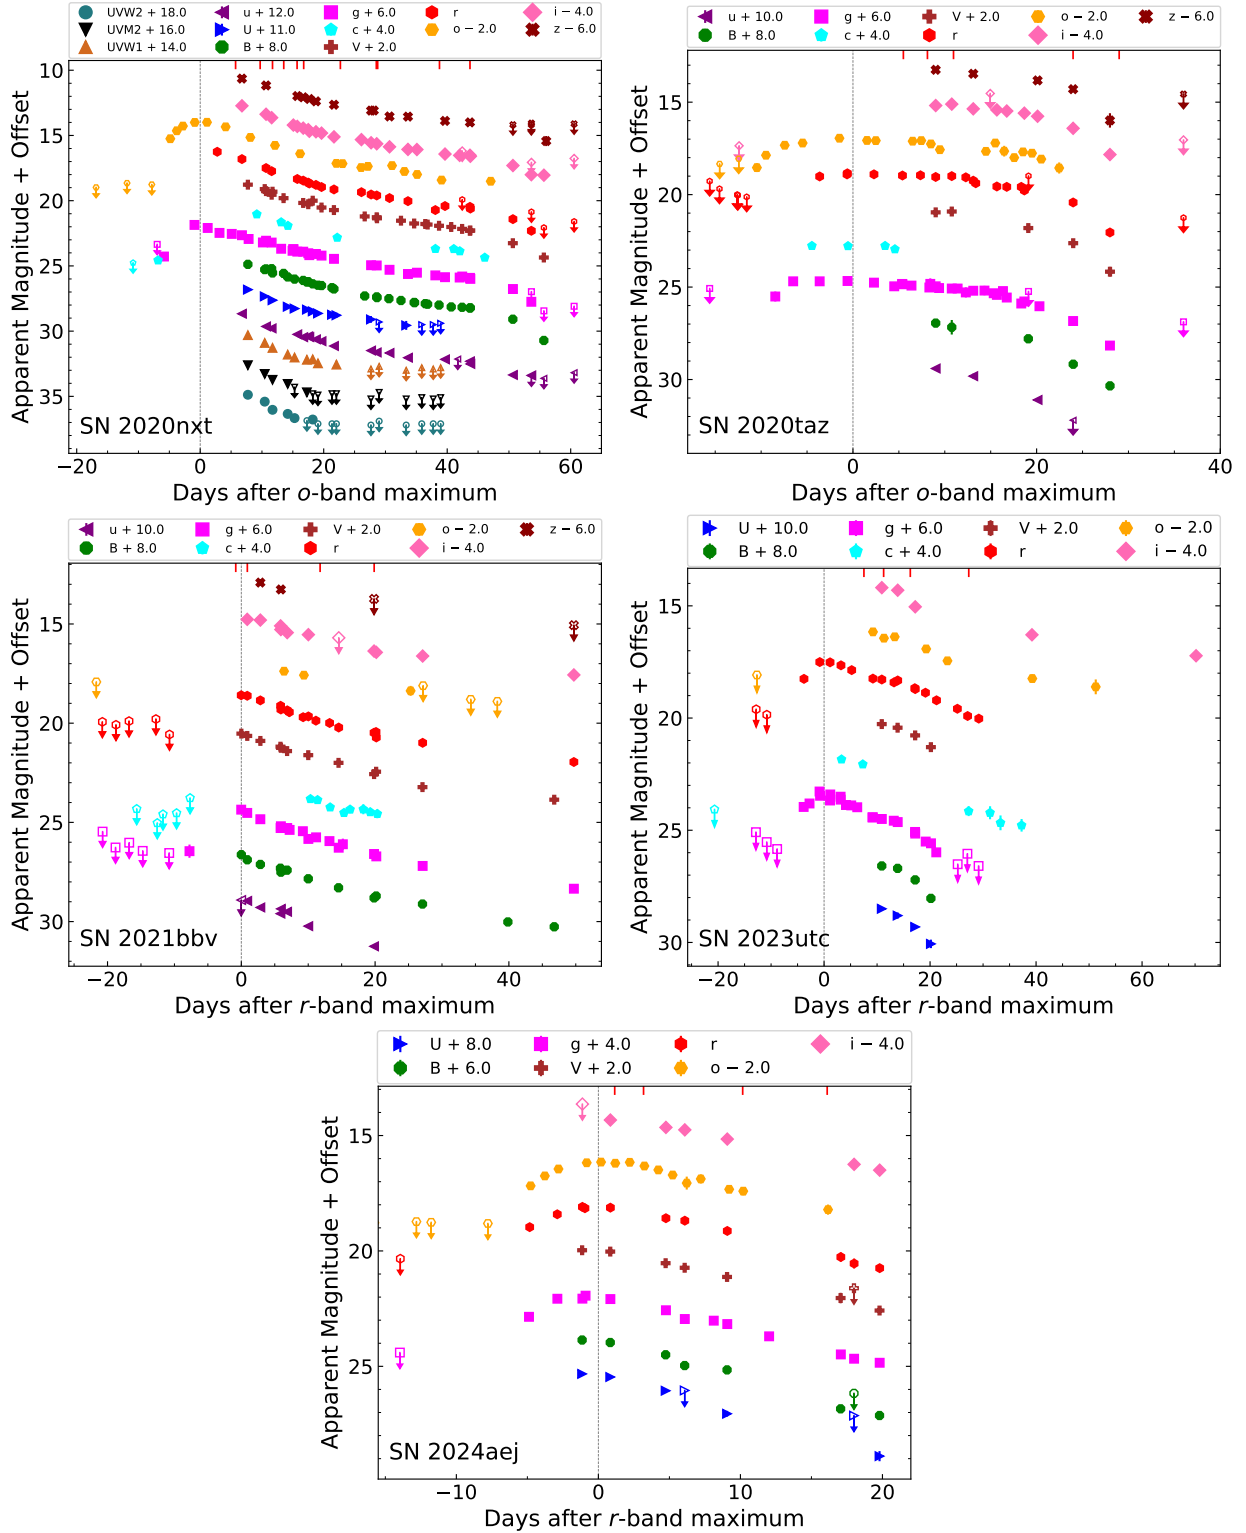 UVW2 + 18.0 u + 12.0 g + 6.0 r i − 4.0
UVM2 + 16.0 U + 11.0 c + 4.0 o − 2.0 z − 6.0
UVW1 + 14.0 B + 8.0 V + 2.0
10
15
20
25
30
35
Apparent Magnitude + Offset
SN 2020nxt
−20 0 20 40 60
Days after o-band maximum
u + 10.0 g + 6.0 V + 2.0 o − 2.0 z − 6.0
B + 8.0 c + 4.0 r i − 4.0
15
20
25
30
Apparent Magnitude + Offset
SN 2020taz
−20 0 20 40
Days after o-band maximum
u + 10.0 g + 6.0 V + 2.0 o − 2.0 z − 6.0
B + 8.0 c + 4.0 r i − 4.0
15
20
25
30
Apparent Magnitude + Offset
SN 2021bbv
−20 0 20 40
Days after r-band maximum
U + 10.0 g + 6.0 V + 2.0 o − 2.0
B + 8.0 c + 4.0 r i − 4.0
15
20
25
30
Apparent Magnitude + Offset
SN 2023utc
−20 0 20 40 60
Days after r-band maximum
U + 8.0 g + 4.0 r i − 4.0
B + 6.0 V + 2.0 o − 2.0
15
20
25
Apparent Magnitude + Offset
SN 2024aej
−10 0 10 20
Days after r-band maximum